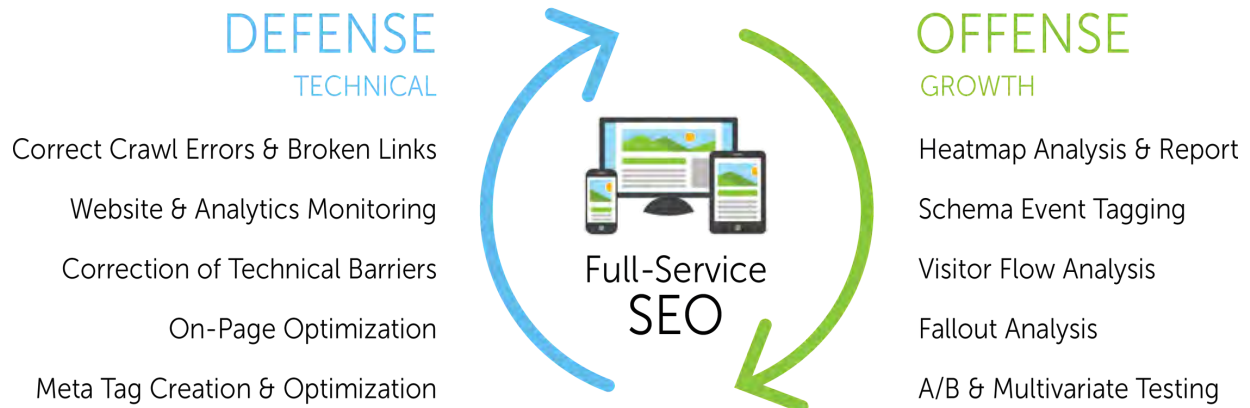 DEFENSE
TECHNICAL
Correct Crawl Errors & Broken Links
Website & Analytics Monitoring
Correction of Technical Barriers
On-Page Optimization
Meta Tag Creation & Optimization
Full-Service
SEO
OFFENSE
GROWTH
Heatmap Analysis & Report
Schema Event Tagging
Visitor Flow Analysis
Fallout Analysis
A/B & Multivariate Testing